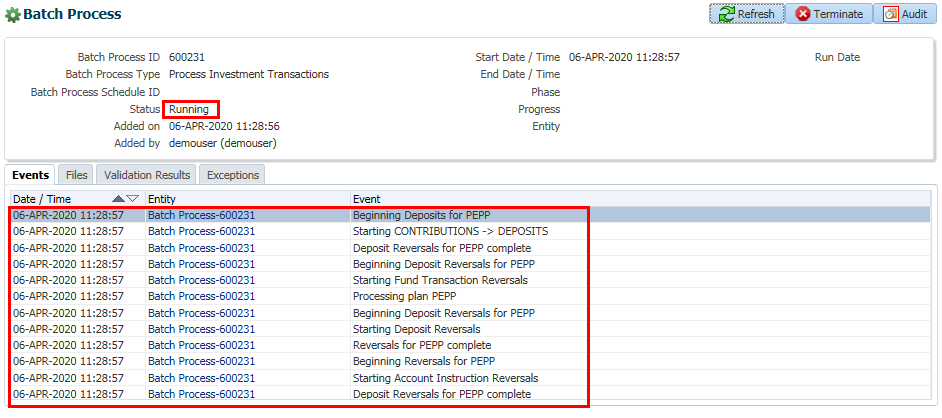 Batch Process
Refresh Terminate Audit
Batch Process ID 600231 Start Date / Time 06-APR-2020 11:28:57 Run Date
Batch Process Type Process Investment Transactions End Date / Time
Batch Process Schedule ID Phase
Status Running Progress
Added on 06-APR-2020 11:28:56 Entity
Added by demouser (demouser)
Events Files Validation Results Exceptions
Date / Time Entity Event
06-APR-2020 11:28:57 Batch Process-600231 Beginning Deposits for PEPP
06-APR-2020 11:28:57 Batch Process-600231 Starting CONTRIBUTIONS -> DEPOSITS
06-APR-2020 11:28:57 Batch Process-600231 Deposit Reversals for PEPP complete
06-APR-2020 11:28:57 Batch Process-600231 Beginning Deposit Reversals for PEPP
06-APR-2020 11:28:57 Batch Process-600231 Starting Fund Transaction Reversals
06-APR-2020 11:28:57 Batch Process-600231 Processing plan PEPP
06-APR-2020 11:28:57 Batch Process-600231 Beginning Deposit Reversals for PEPP
06-APR-2020 11:28:57 Batch Process-600231 Starting Deposit Reversals
06-APR-2020 11:28:57 Batch Process-600231 Reversals for PEPP complete
06-APR-2020 11:28:57 Batch Process-600231 Beginning Reversals for PEPP
06-APR-2020 11:28:57 Batch Process-600231 Starting Account Instruction Reversals
06-APR-2020 11:28:57 Batch Process-600231 Deposit Reversals for PEPP complete